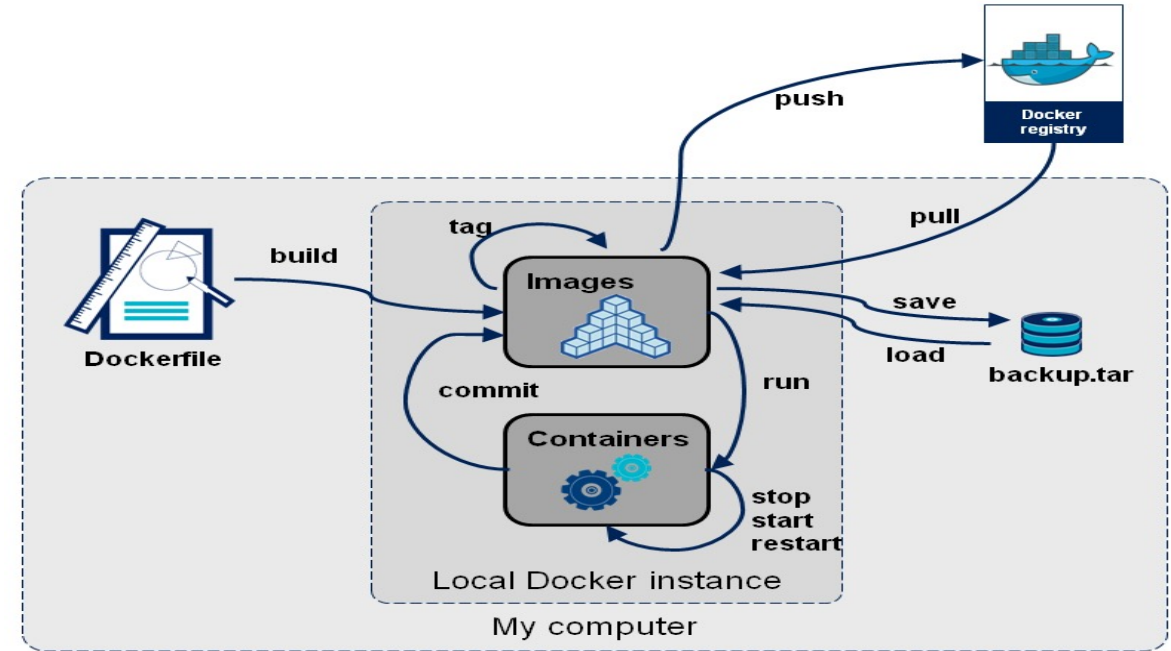 push
Docker
registry
pull
tag
build
Images
save
load
Dockerfile
backup.tar
commit
run
Containers
stop
start
restart
Local Docker instance
My computer